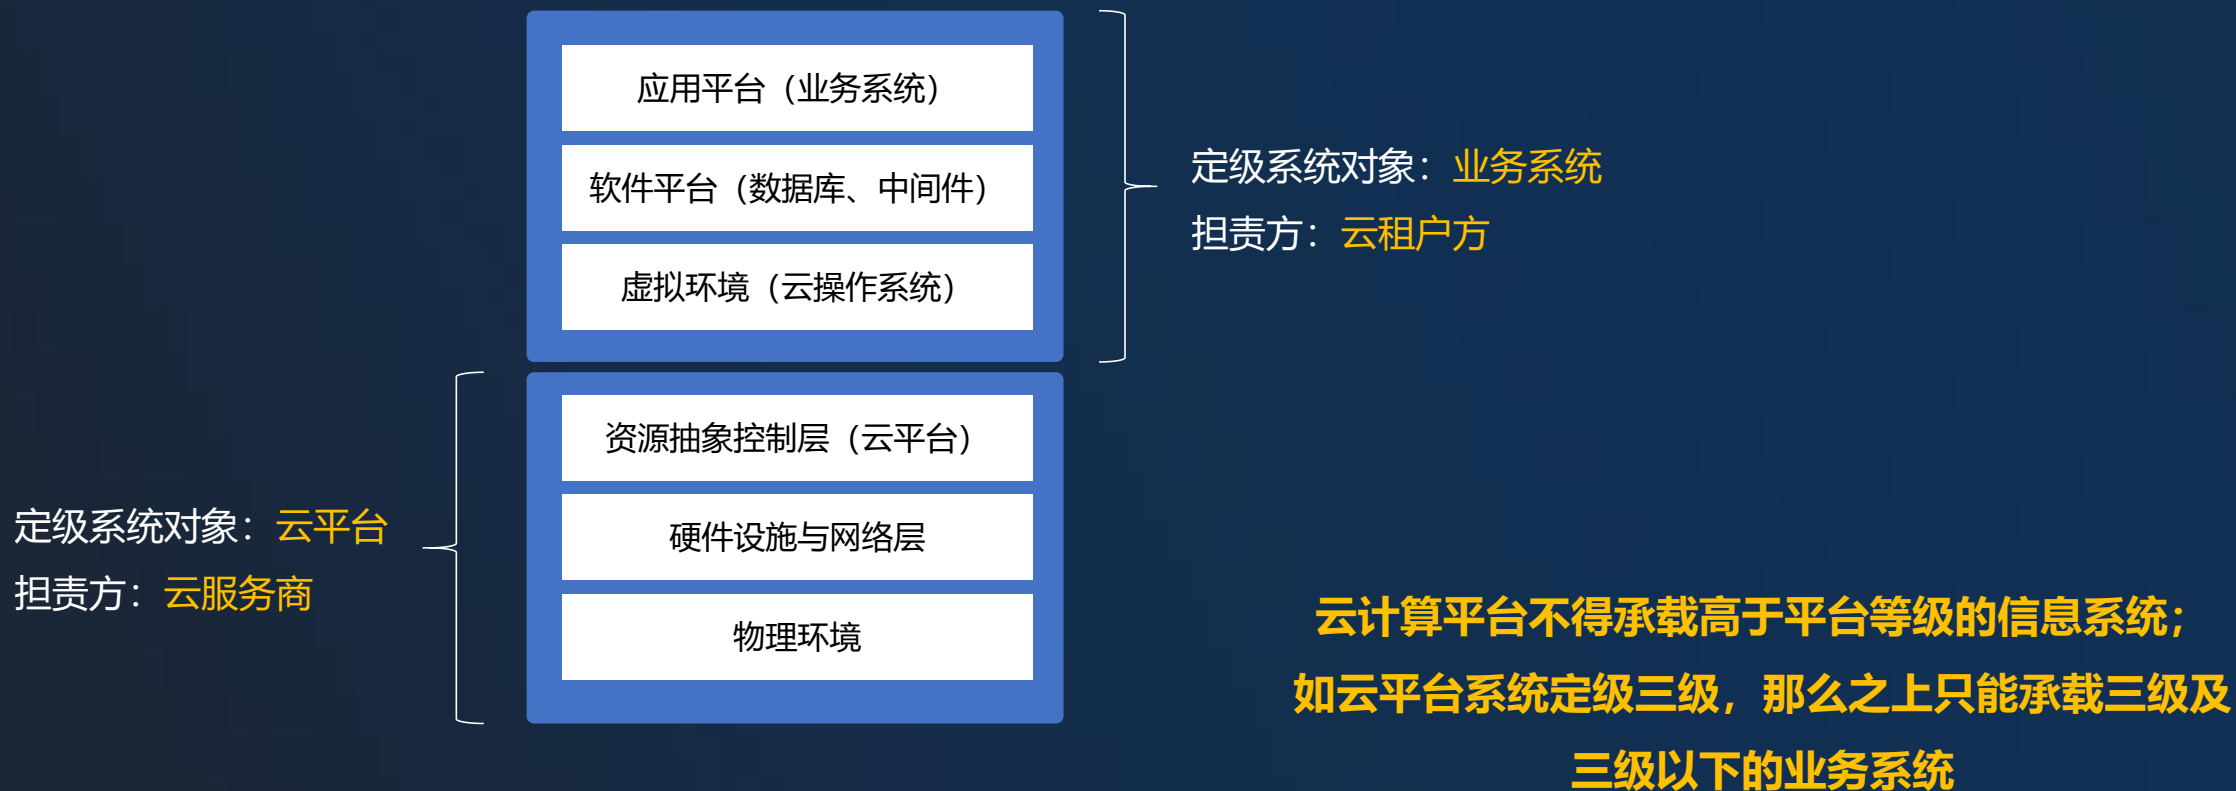 应用平台（业务系统）
软件平台（数据库、中间件）
虚拟环境（云操作系统）
定级系统对象：业务系统
担责方：云租户方
资源抽象控制层（云平台）
硬件设施与网络层
物理环境
定级系统对象：云平台
担责方：云服务商
云计算平台不得承载高于平台等级的信息系统；
如云平台系统定级三级，那么之上只能承载三级及
三级以下的业务系统